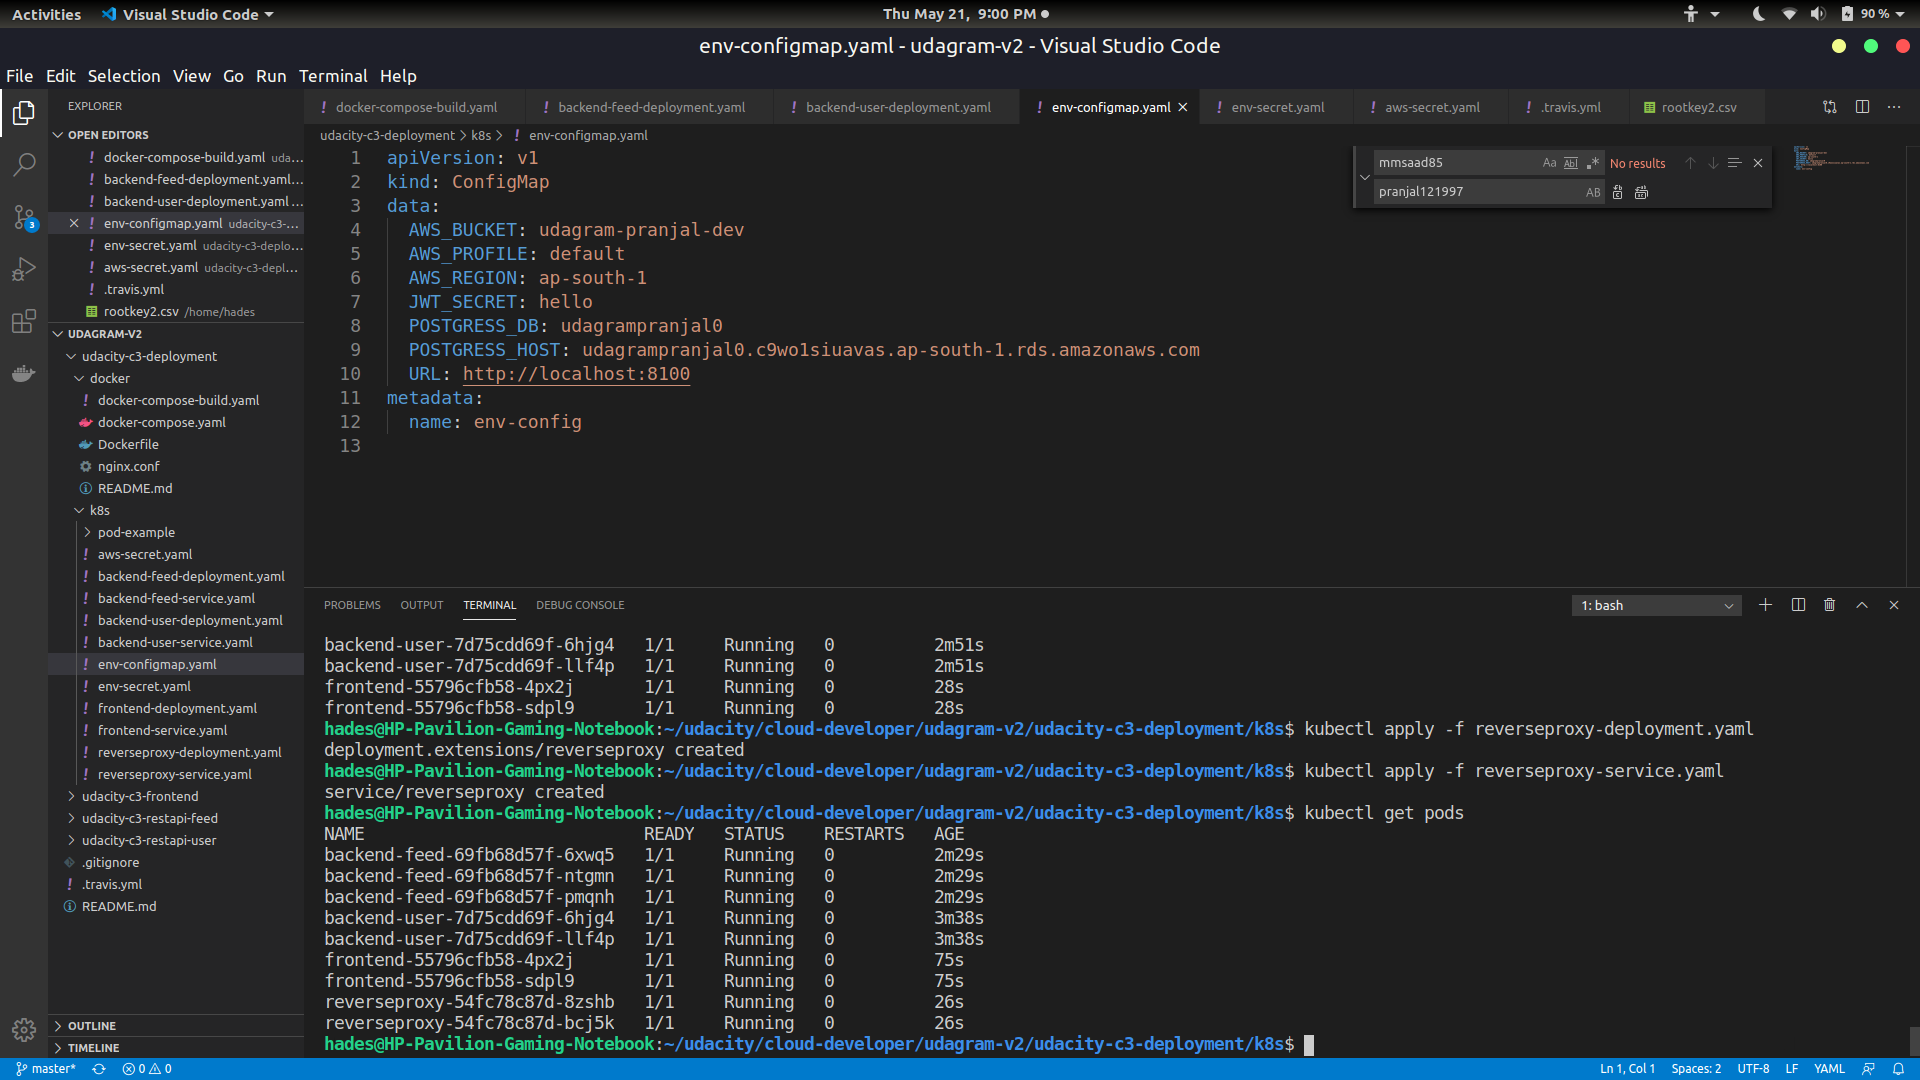 Activities Visual Studio Code Thu May 21, 9:00 PM 90 %
env-configmap.yaml - udagram-v2 - Visual Studio Code
File Edit Selection View Go Run Terminal Help
EXPLORER
OPEN EDITORS
! docker-compose-build.yaml uda...
! backend-feed-deployment.yaml...
! backend-user-deployment.yaml ...
! env-configmap.yaml udacity-c3-...
! env-secret.yaml udacity-c3-deplo...
! aws-secret.yaml udacity-c3-depl...
! .travis.yml
rootkey2.csv /home/hades
3
UDAGRAM-V2
udacity-c3-deployment
docker
! docker-compose-build.yaml
docker-compose.yaml
Dockerfile
nginx.conf
README.md
k8s
pod-example
! aws-secret.yaml
! backend-feed-deployment.yaml
! backend-feed-service.yaml
! backend-user-deployment.yaml
! backend-user-service.yaml
! env-configmap.yaml
! env-secret.yaml
! frontend-deployment.yaml
! frontend-service.yaml
! reverseproxy-deployment.yaml
! reverseproxy-service.yaml
udacity-c3-frontend
udacity-c3-restapi-feed
udacity-c3-restapi-user
.gitignore
! .travis.yml
README.md
OUTLINE
TIMELINE
! docker-compose-build.yaml ! backend-feed-deployment.yaml ! backend-user-deployment.yaml ! env-configmap.yaml ! env-secret.yaml ! aws-secret.yaml ! .travis.yml rootkey2.csv
udacity-c3-deployment > k8s > ! env-configmap.yaml
mmsaad85 Aa Abl .* No results
pranjal121997 AB
1 apiVersion: v1
2 kind: ConfigMap
3 data:
4 AWS_BUCKET: udagram-pranjal-dev
5 AWS_PROFILE: default
6 AWS_REGION: ap-south-1
7 JWT_SECRET: hello
8 POSTGRESS_DB: udagrampranjal0
9 POSTGRESS_HOST: udagrampranjal0.c9wo1siuavas.ap-south-1.rds.amazonaws.com
10 URL: http://localhost:8100
11 metadata:
12 name: env-config
13
PROBLEMS OUTPUT TERMINAL DEBUG CONSOLE 1: bash
backend-user-7d75cdd69f-6hjg4 1/1 Running 0 2m51s
backend-user-7d75cdd69f-llf4p 1/1 Running 0 2m51s
frontend-55796cfb58-4px2j 1/1 Running 0 28s
frontend-55796cfb58-sdpl9 1/1 Running 0 28s
hades@HP-Pavilion-Gaming-Notebook:~/udacity/cloud-developer/udagram-v2/udacity-c3-deployment/k8s$ kubectl apply -f reverseproxy-deployment.yaml
deployment.extensions/reverseproxy created
hades@HP-Pavilion-Gaming-Notebook:~/udacity/cloud-developer/udagram-v2/udacity-c3-deployment/k8s$ kubectl apply -f reverseproxy-service.yaml
service/reverseproxy created
hades@HP-Pavilion-Gaming-Notebook:~/udacity/cloud-developer/udagram-v2/udacity-c3-deployment/k8s$ kubectl get pods
NAME READY STATUS RESTARTS AGE
backend-feed-69fb68d57f-6xwq5 1/1 Running 0 2m29s
backend-feed-69fb68d57f-ntgmn 1/1 Running 0 2m29s
backend-feed-69fb68d57f-pmqnh 1/1 Running 0 2m29s
backend-user-7d75cdd69f-6hjg4 1/1 Running 0 3m38s
backend-user-7d75cdd69f-llf4p 1/1 Running 0 3m38s
frontend-55796cfb58-4px2j 1/1 Running 0 75s
frontend-55796cfb58-sdpl9 1/1 Running 0 75s
reverseproxy-54fc78c87d-8zshb 1/1 Running 0 26s
reverseproxy-54fc78c87d-bcj5k 1/1 Running 0 26s
hades@HP-Pavilion-Gaming-Notebook:~/udacity/cloud-developer/udagram-v2/udacity-c3-deployment/k8s$
master* 0 0 Ln 1, Col 1 Spaces: 2 UTF-8 LF YAML